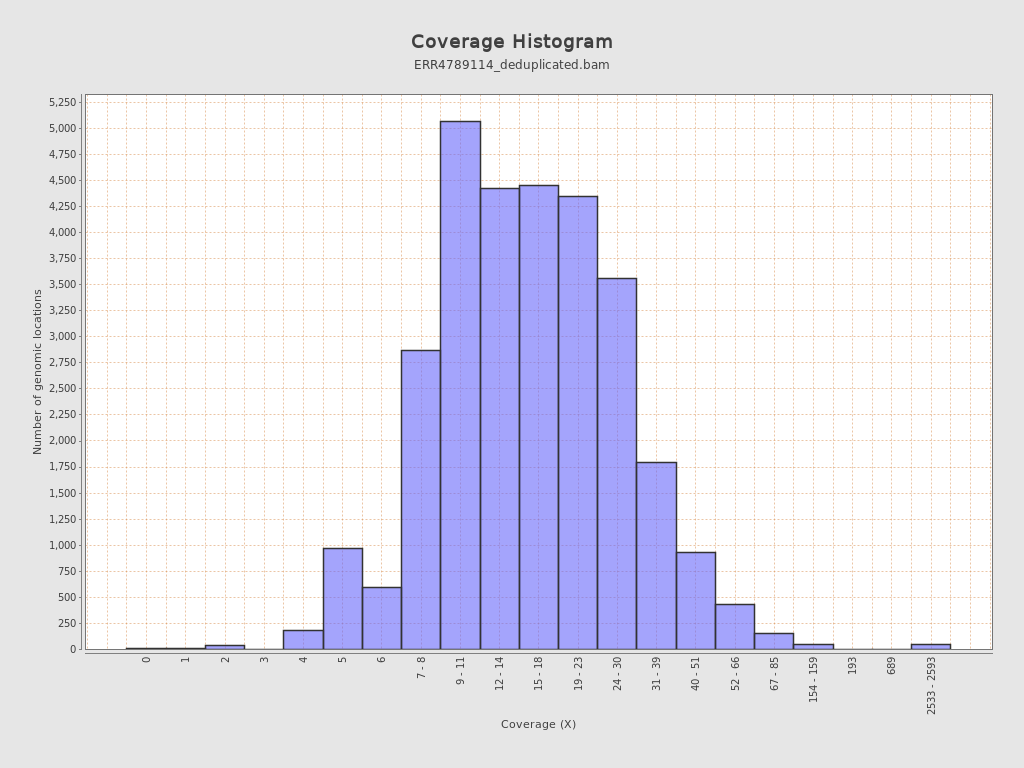 Coverage Histogram
ERR4789114_deduplicated.bam
Number of genomic locations
5,250
5,000
4,750
4,500
4,250
4,000
3,750
3,500
3,250
3,000
2,750
2,500
2,250
2,000
1,750
1,500
1,250
1,000
750
500
250
0
0
1
2
3
4
5
6
7 - 8
9 - 11
12 - 14
15 - 18
19 - 23
24 - 30
31 - 39
40 - 51
52 - 66
67 - 85
154 - 159
193
689
2533 - 2593
Coverage (X)